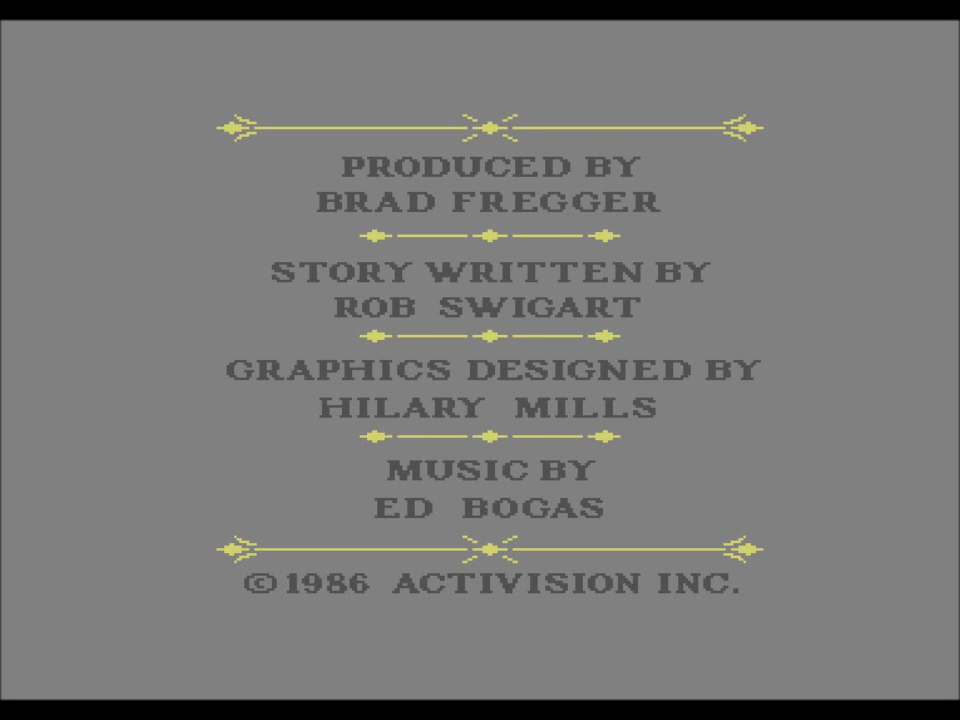 PRODUCED BY
BRAD FREGGER
STORY WRITTEN BY
ROB SWIGART
GRAPHICS DESIGNED BY
HILARY MILLS
MUSIC BY
ED BOGAS
©1986 ACTIVISION INC.